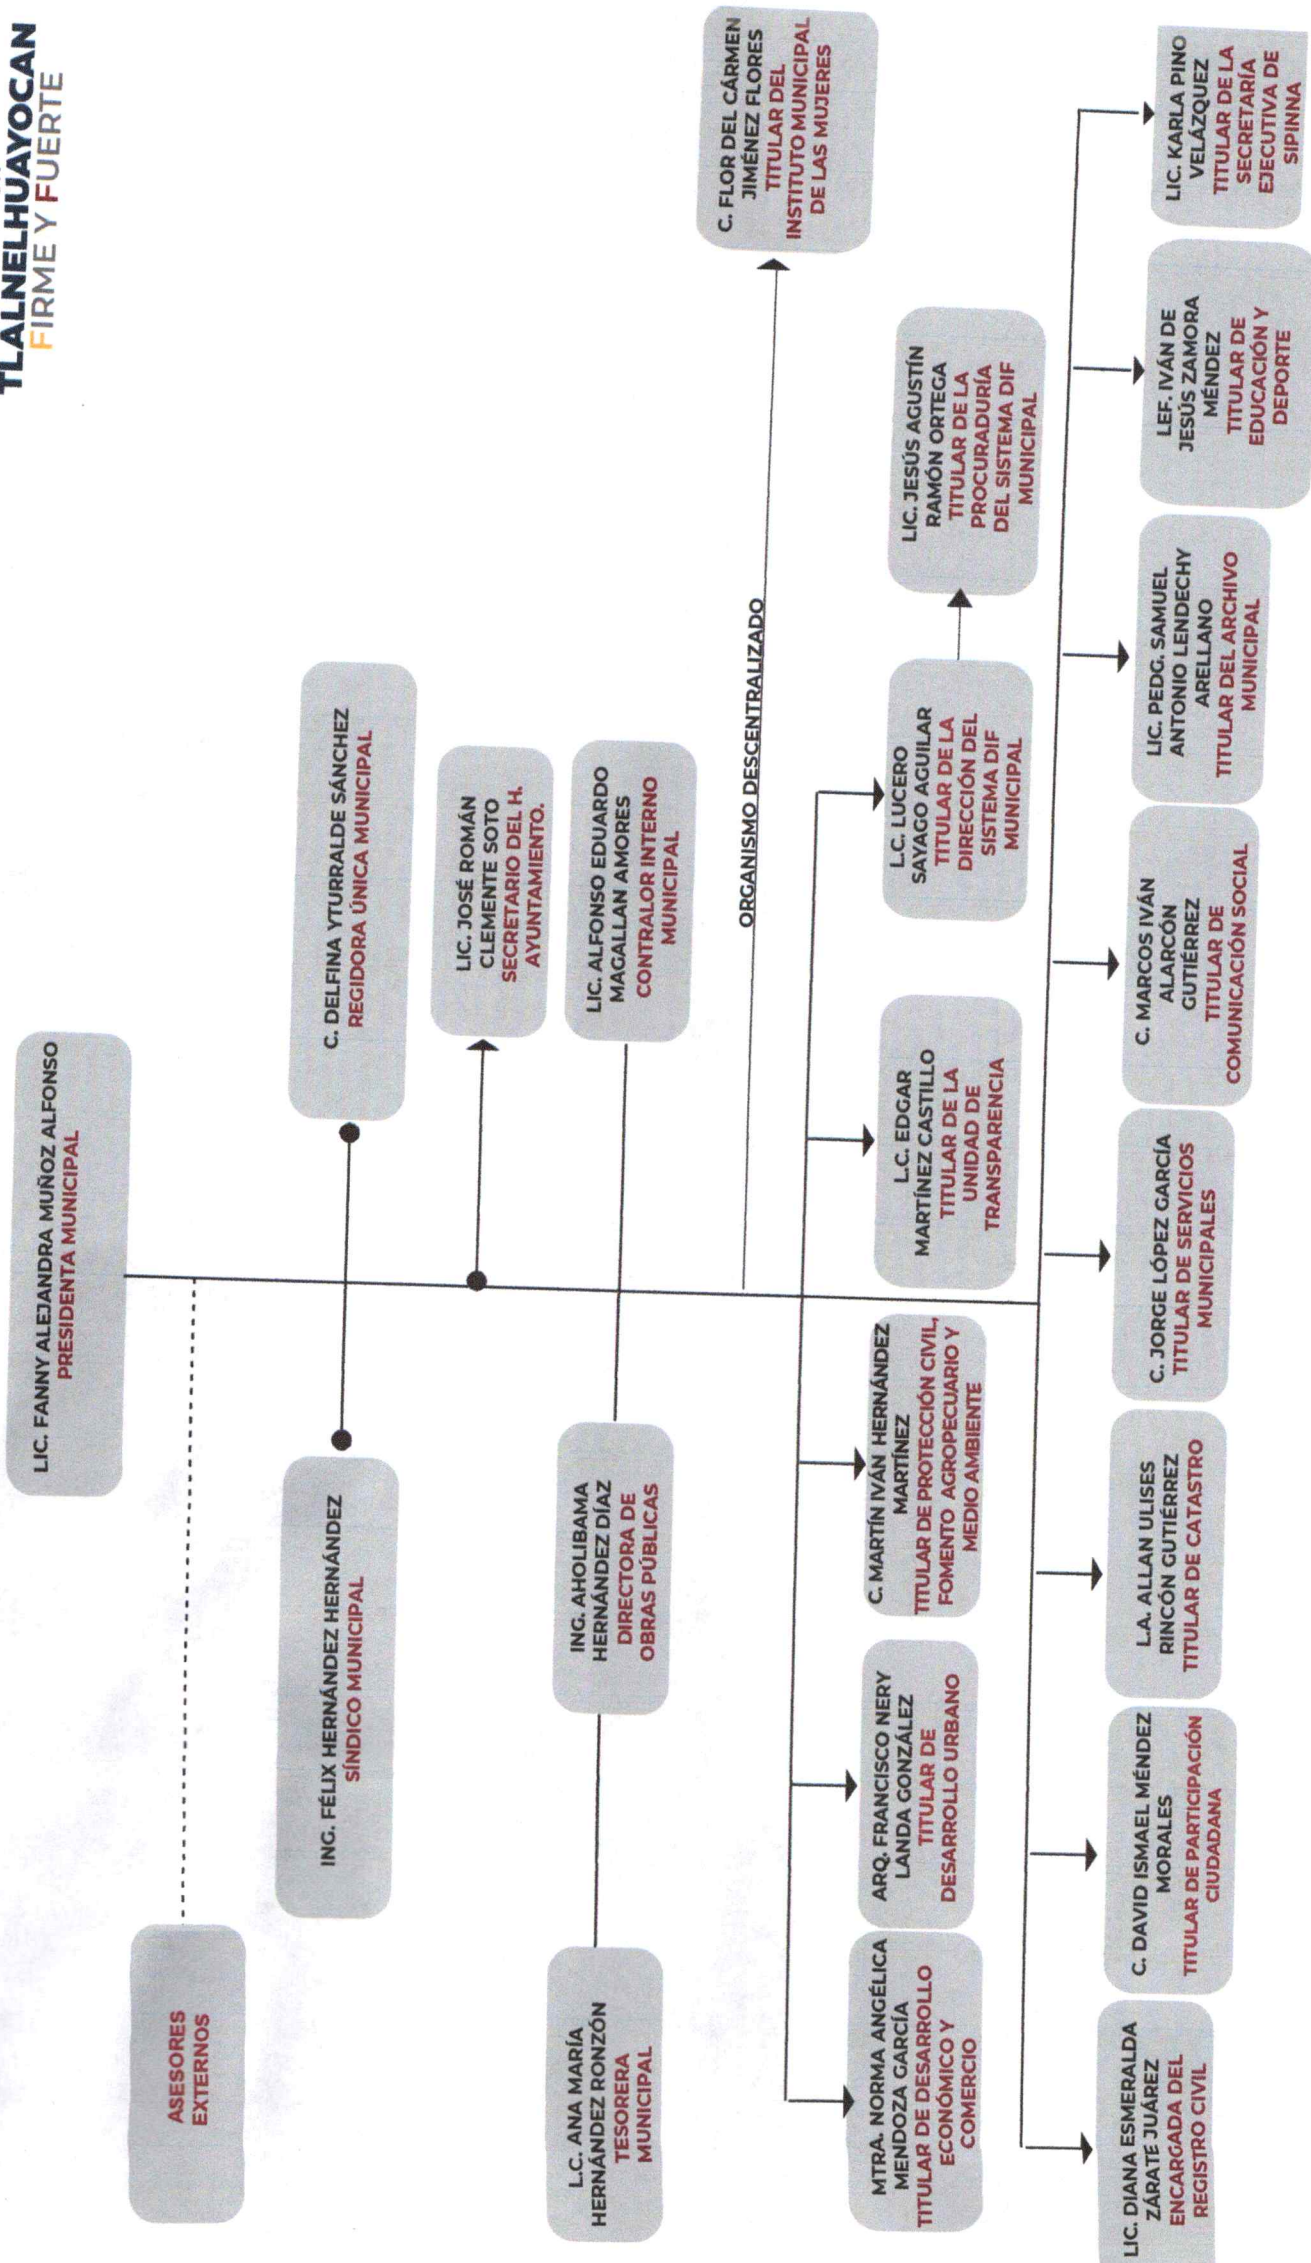 TLALNELHUAYOCAN
FIRME Y FUERTE
LIC. FANNY ALEJANDRA MUÑOZ ALFONSO
PRESIDENTA MUNICIPAL
ASESORES
EXTERNOS
ING. FÉLIX HERNÁNDEZ HERNÁNDEZ
SÍNDICO MUNICIPAL
C. DELFINA YTURRALDE SÁNCHEZ
REGIDORA ÚNICA MUNICIPAL
LIC. JOSÉ ROMÁN
CLEMENTE SOTO
SECRETARIO DEL H.
AYUNTAMIENTO.
L.C. ANA MARÍA
HERNÁNDEZ RONZÓN
TESORERA
MUNICIPAL
ING. AHOLIBAMA
HERNÁNDEZ DÍAZ
DIRECTORA DE
OBRAS PÚBLICAS
LIC. ALFONSO EDUARDO
MAGALLAN AMORES
CONTRALOR INTERNO
MUNICIPAL
ORGANISMO DESCENTRALIZADO
C. FLOR DEL CÁRMEN
JIMÉNEZ FLORES
TITULAR DEL
INSTITUTO MUNICIPAL
DE LAS MUJERES
MTRA. NORMA ANGÉLICA
MENDOZA GARCÍA
TITULAR DE DESARROLLO
ECONÓMICO Y
COMERCIO
ARQ. FRANCISCO NERY
LANDA GONZÁLEZ
TITULAR DE
DESARROLLO URBANO
C. MARTÍN IVÁN HERNÁNDEZ
MARTÍNEZ
TITULAR DE PROTECCIÓN CIVIL,
FOMENTO AGROPECUARIO Y
MEDIO AMBIENTE
L.C. EDGAR
MARTÍNEZ CASTILLO
TITULAR DE LA
UNIDAD DE
TRANSPARENCIA
L.C. LUCERO
SAYAGO AGUILAR
TITULAR DE LA
DIRECCIÓN DEL
SISTEMA DIF
MUNICIPAL
LIC. JESÚS AGUSTÍN
RAMÓN ORTEGA
TITULAR DE LA
PROCURADURÍA
DEL SISTEMA DIF
MUNICIPAL
LIC. DIANA ESMERALDA
ZÁRATE JUÁREZ
ENCARGADA DEL
REGISTRO CIVIL
C. DAVID ISMAEL MÉNDEZ
MORALES
TITULAR DE PARTICIPACIÓN
CIUDADANA
L.A. ALLAN ULISES
RINCÓN GUTIÉRREZ
TITULAR DE CATASTRO
C. JORGE LÓPEZ GARCÍA
TITULAR DE SERVICIOS
MUNICIPALES
C. MARCOS IVÁN
ALARCÓN
GUTIÉRREZ
TITULAR DE
COMUNICACIÓN SOCIAL
LIC. PEDG. SAMUEL
ANTONIO LENDECHY
ARELLANO
TITULAR DEL ARCHIVO
MUNICIPAL
LEF. IVÁN DE
JESÚS ZAMORA
MÉNDEZ
TITULAR DE
EDUCACIÓN Y
DEPORTE
LIC. KARLA PINO
VELÁZQUEZ
TITULAR DE LA
SECRETARÍA
EJECUTIVA DE
SIPINNA